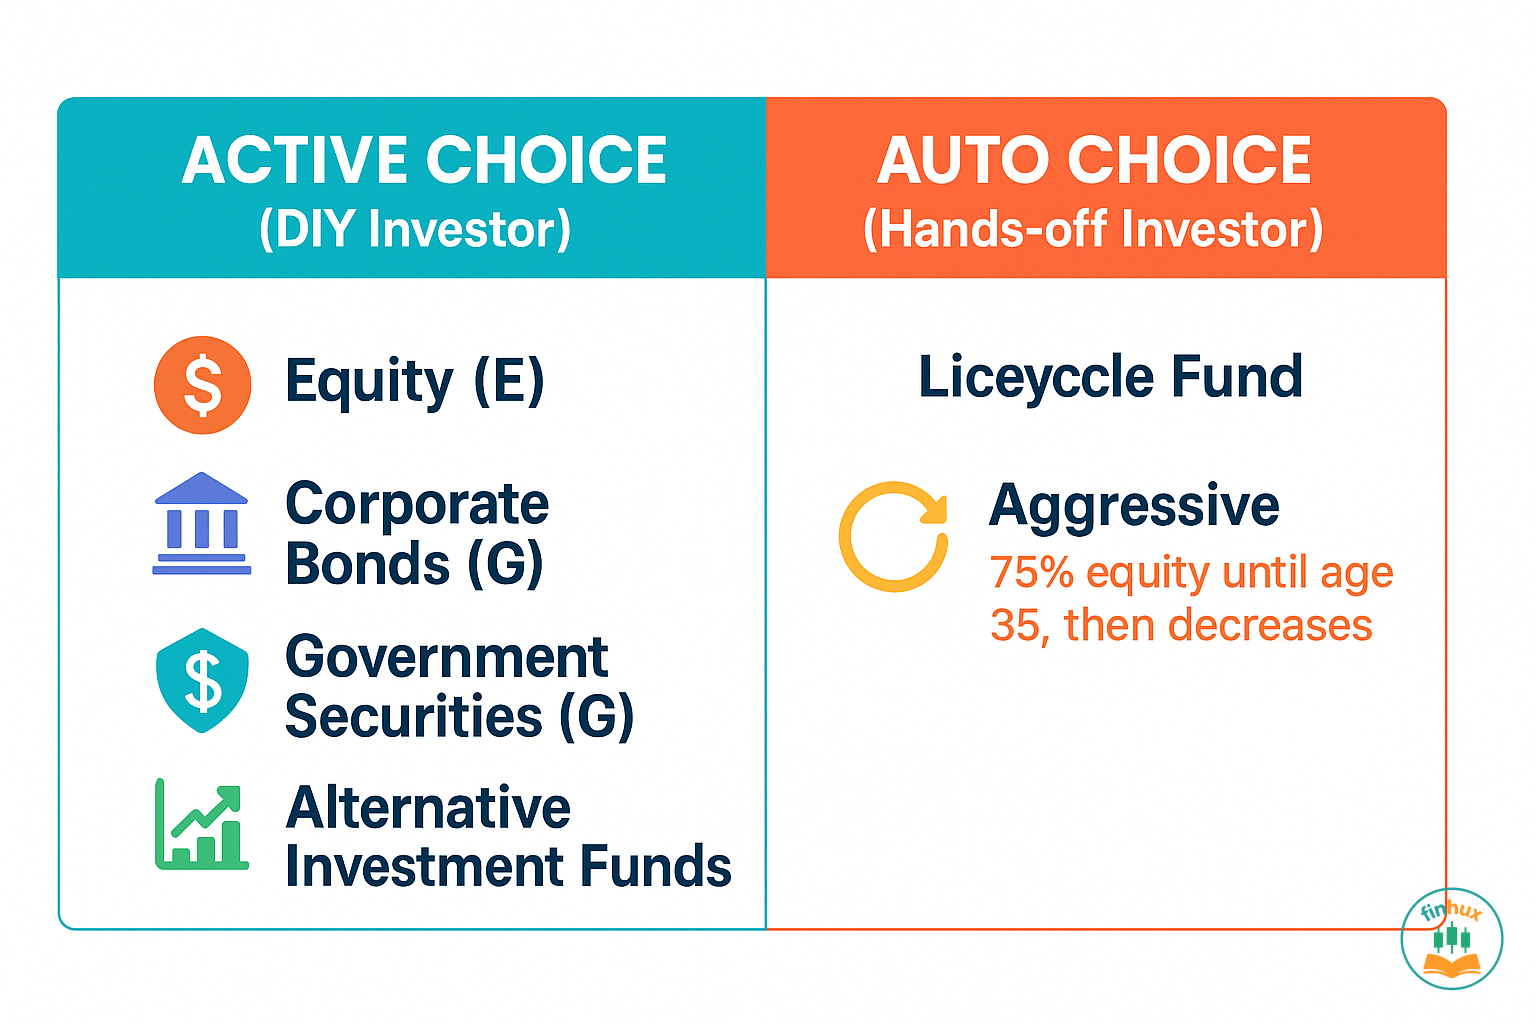 ACTIVE CHOICE
(DIY Investor)
$ Equity (E)
Corporate
Bonds (G)
$ Government
Securities (G)
Alternative
Investment Funds
AUTO CHOICE
(Hands-off Investor)
Liceyccle Fund
Aggressive
75% equity until age
35, then decreases
finhux